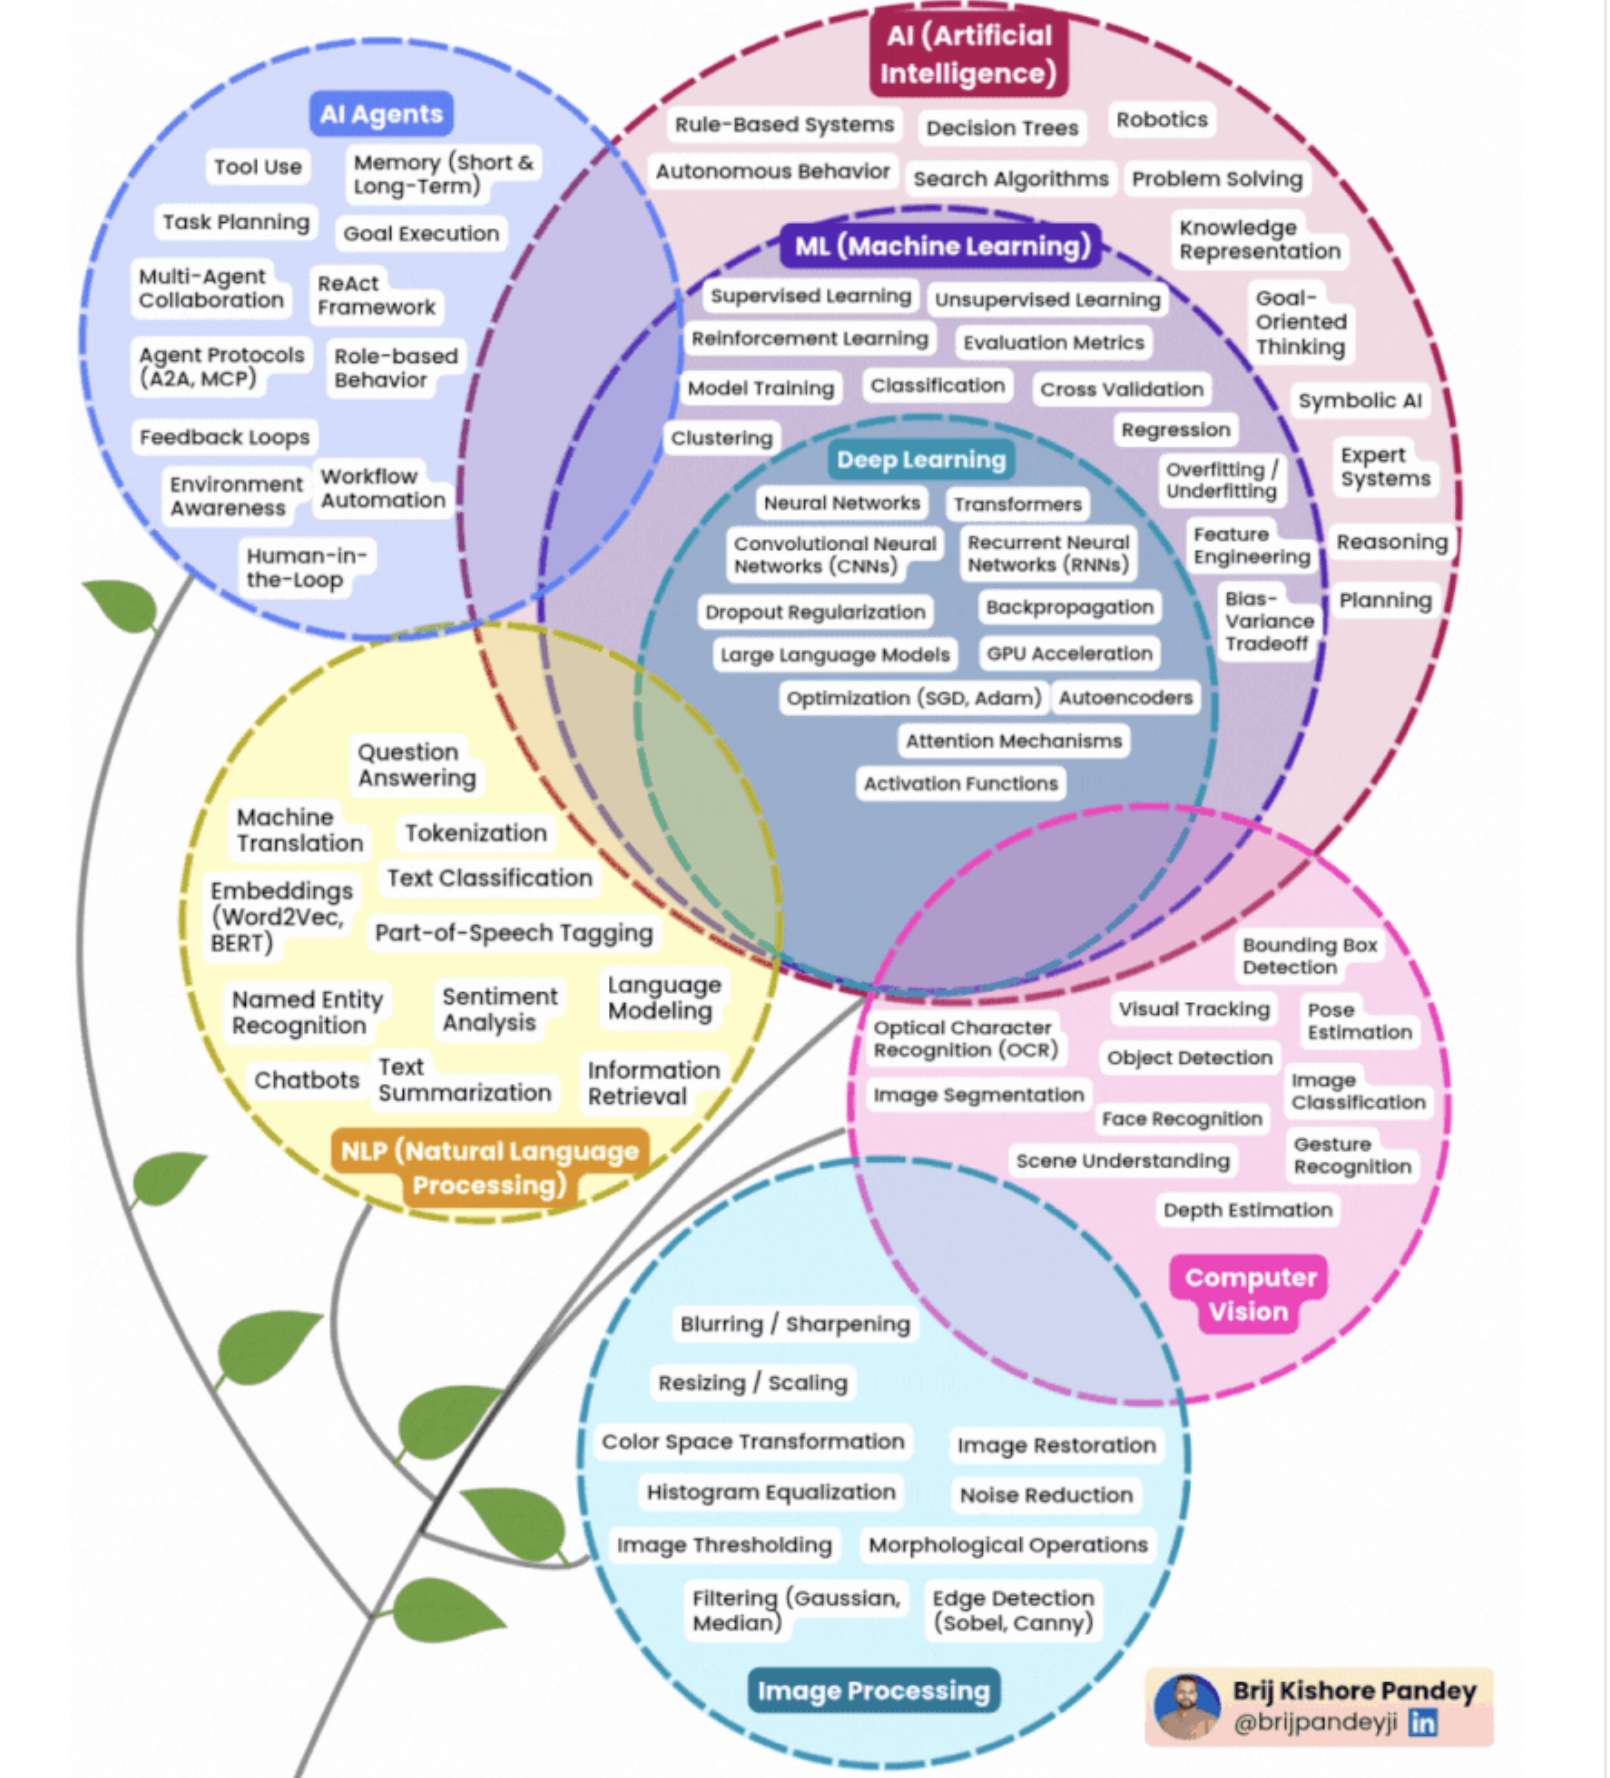 AI (Artificial
Intelligence)
Rule-Based Systems
Decision Trees
Robotics
Autonomous Behavior
Search Algorithms
Problem Solving
Knowledge
Representation
Goal-
Oriented
Thinking
Symbolic AI
Expert
Systems
Reasoning
Planning
AI Agents
Tool Use
Memory (Short &
Long-Term)
Task Planning
Goal Execution
Multi-Agent
Collaboration
ReAct
Framework
Agent Protocols
(A2A, MCP)
Role-based
Behavior
Feedback Loops
Environment
Awareness
Workflow
Automation
Human-in-
the-Loop
ML (Machine Learning)
Supervised Learning
Unsupervised Learning
Reinforcement Learning
Evaluation Metrics
Model Training
Classification
Cross Validation
Clustering
Regression
Overfitting /
Underfitting
Feature
Engineering
Bias-
Variance
Tradeoff
Deep Learning
Neural Networks
Transformers
Convolutional Neural
Networks (CNNs)
Recurrent Neural
Networks (RNNs)
Dropout Regularization
Backpropagation
Large Language Models
GPU Acceleration
Optimization (SGD, Adam)
Autoencoders
Attention Mechanisms
Activation Functions
Question
Answering
Machine
Translation
Tokenization
Text Classification
Embeddings
(Word2Vec,
BERT)
Part-of-Speech Tagging
Named Entity
Recognition
Sentiment
Analysis
Language
Modeling
Chatbots
Text
Summarization
Information
Retrieval
NLP (Natural Language
Processing)
Bounding Box
Detection
Visual Tracking
Pose
Estimation
Optical Character
Recognition (OCR)
Object Detection
Image Segmentation
Image
Classification
Face Recognition
Scene Understanding
Gesture
Recognition
Depth Estimation
Computer
Vision
Blurring / Sharpening
Resizing / Scaling
Color Space Transformation
Image Restoration
Histogram Equalization
Noise Reduction
Image Thresholding
Morphological Operations
Filtering (Gaussian,
Median)
Edge Detection
(Sobel, Canny)
Image Processing
Brij Kishore Pandey
@brijpandeyji in